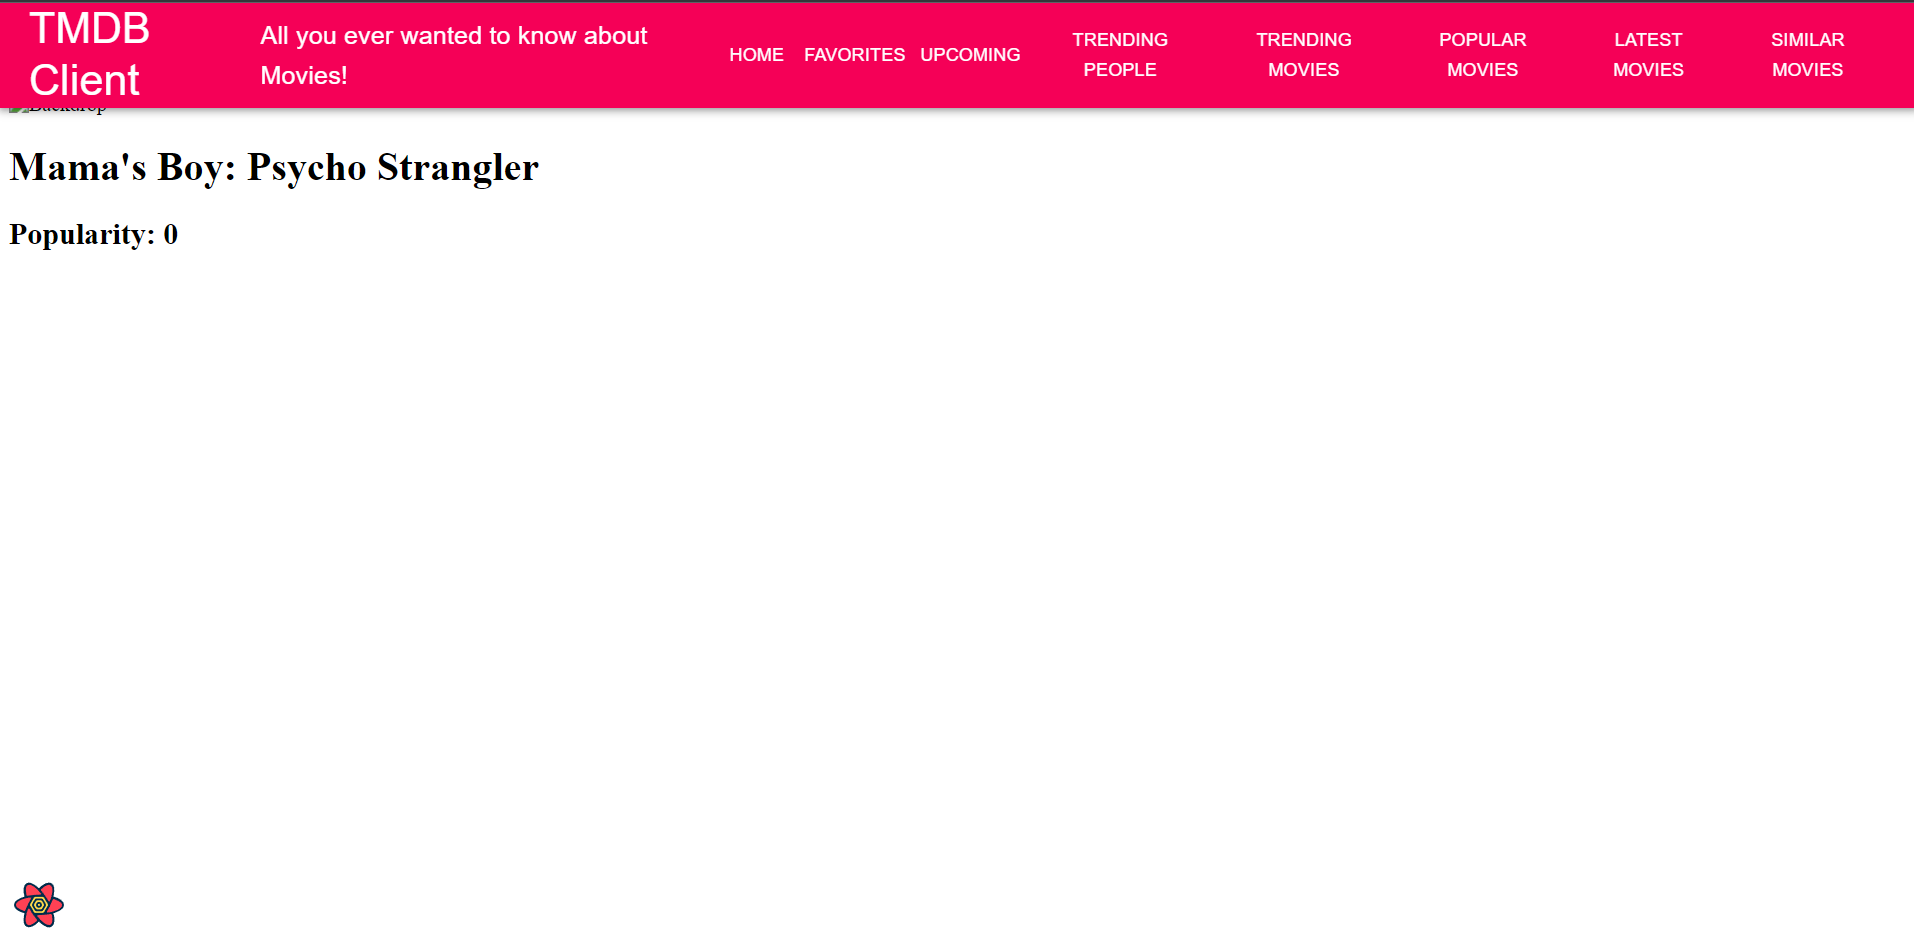 TMDB
Client
All you ever wanted to know about
Movies!
HOME
FAVORITES
UPCOMING
TRENDING
PEOPLE
TRENDING
MOVIES
POPULAR
MOVIES
LATEST
MOVIES
SIMILAR
MOVIES
Backdrop
Mama's Boy: Psycho Strangler
Popularity: 0